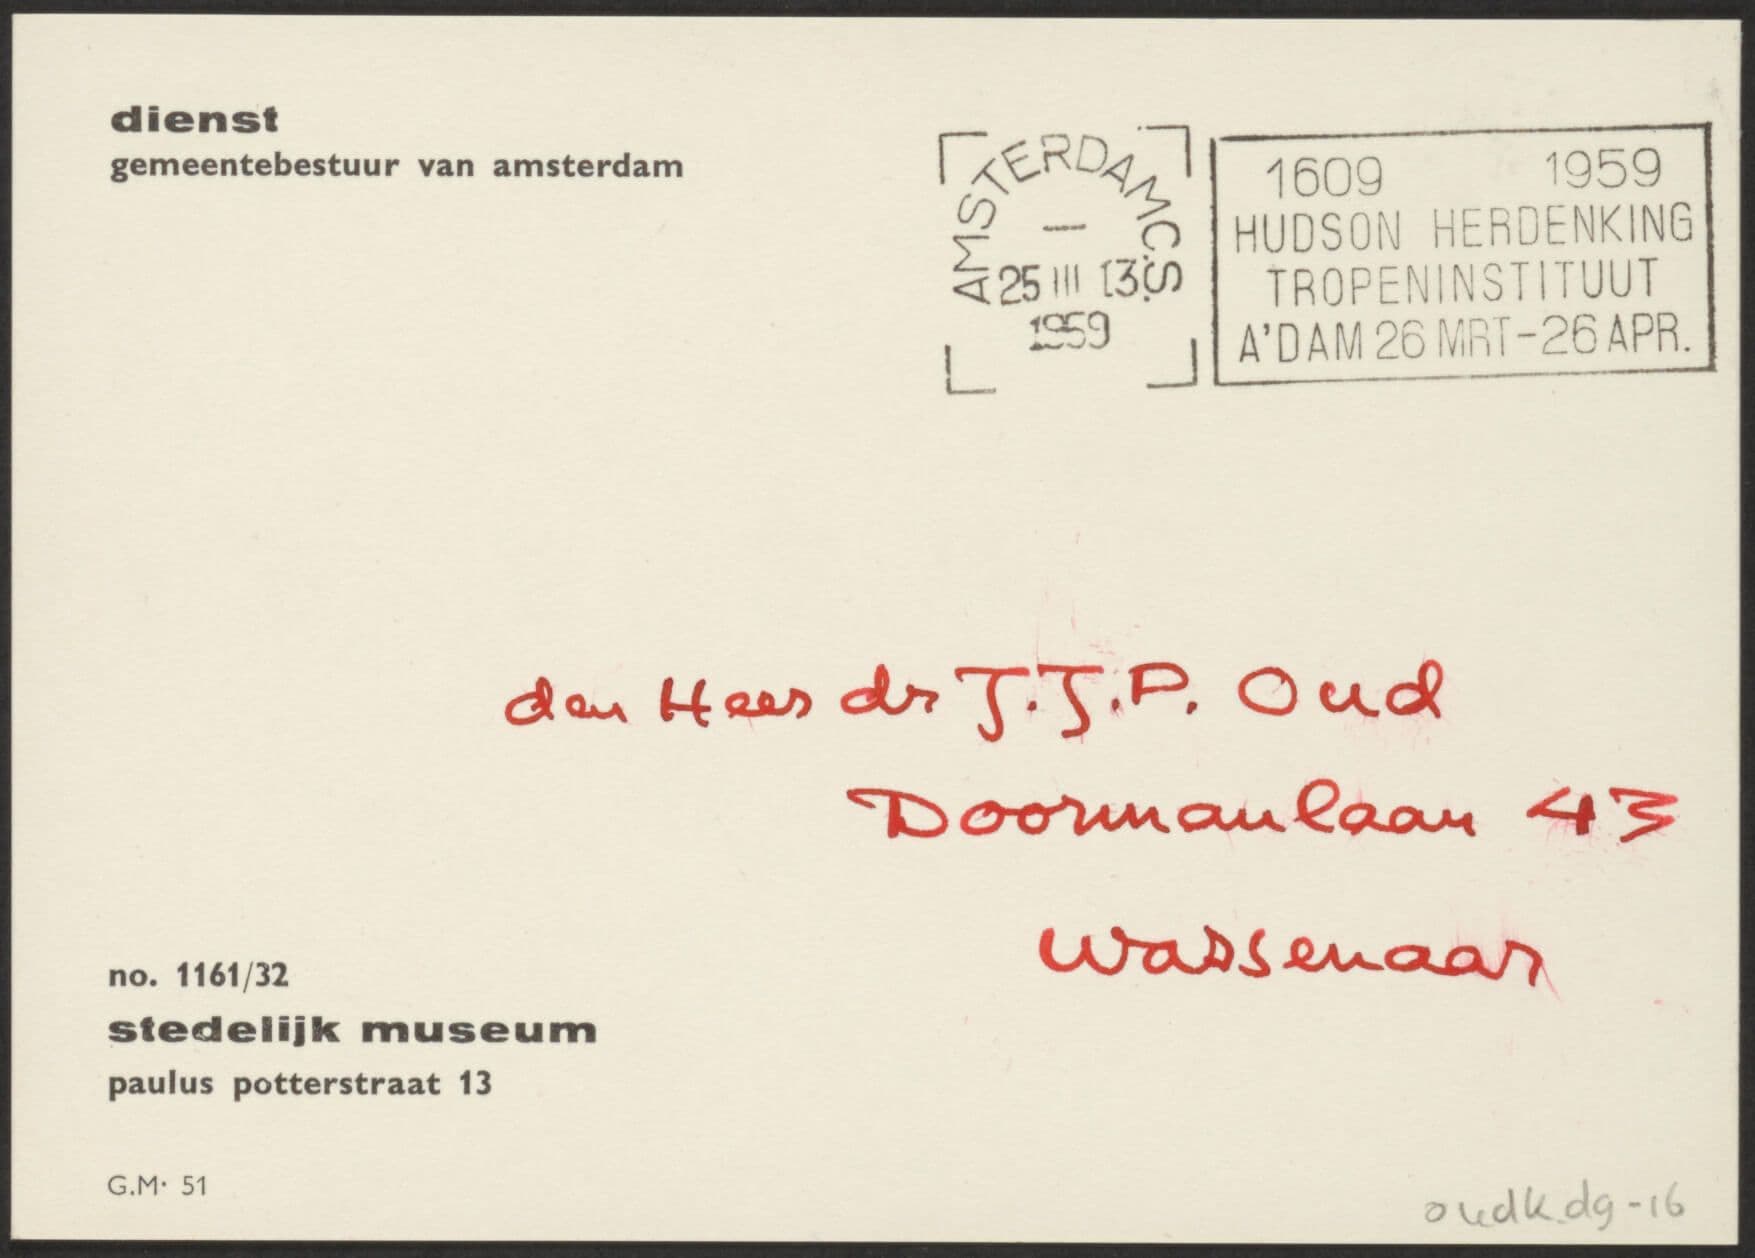 dienst
gemeentebestuur van amsterdam
AMSTERDAM C.S.
25 III 13
1959
1609 1959
HUDSON HERDENKING
TROPENINSTITUUT
A'DAM 26 MRT-26 APR.
den Heer dr J.J.P. Oud
Doormanlaan 43
Wassenaar
no. 1161/32
stedelijk museum
paulus potterstraat 13
G.M. 51
oudk.dg-16